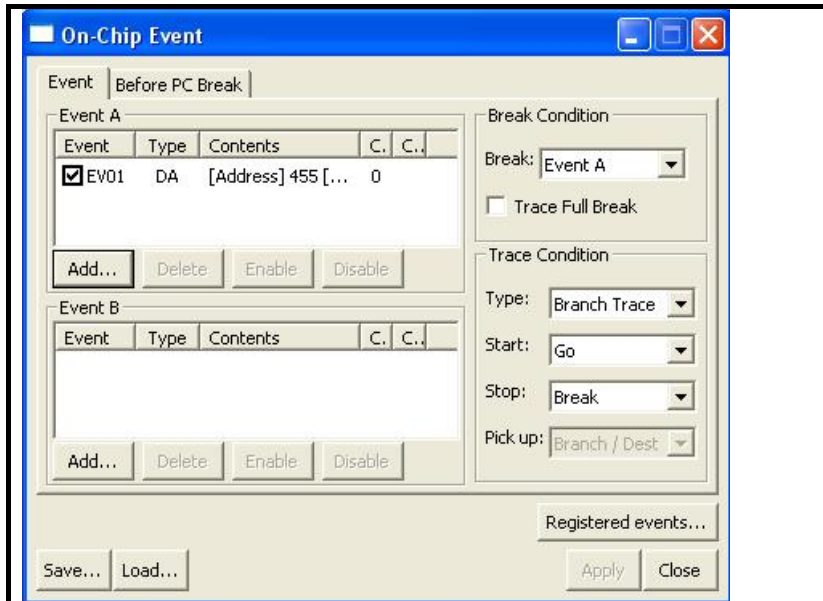 On-Chip Event
Event Before PC Break
Event A
Event Type Contents C. C..
EV01 DA [Address] 455 [... 0
Add... Delete Enable Disable
Event B
Event Type Contents C. C..
Add... Delete Enable Disable
Break Condition
Break: Event A
Trace Full Break
Trace Condition
Type: Branch Trace
Start: Go
Stop: Break
Pick up: Branch / Dest
Registered events...
Save... Load... Apply Close